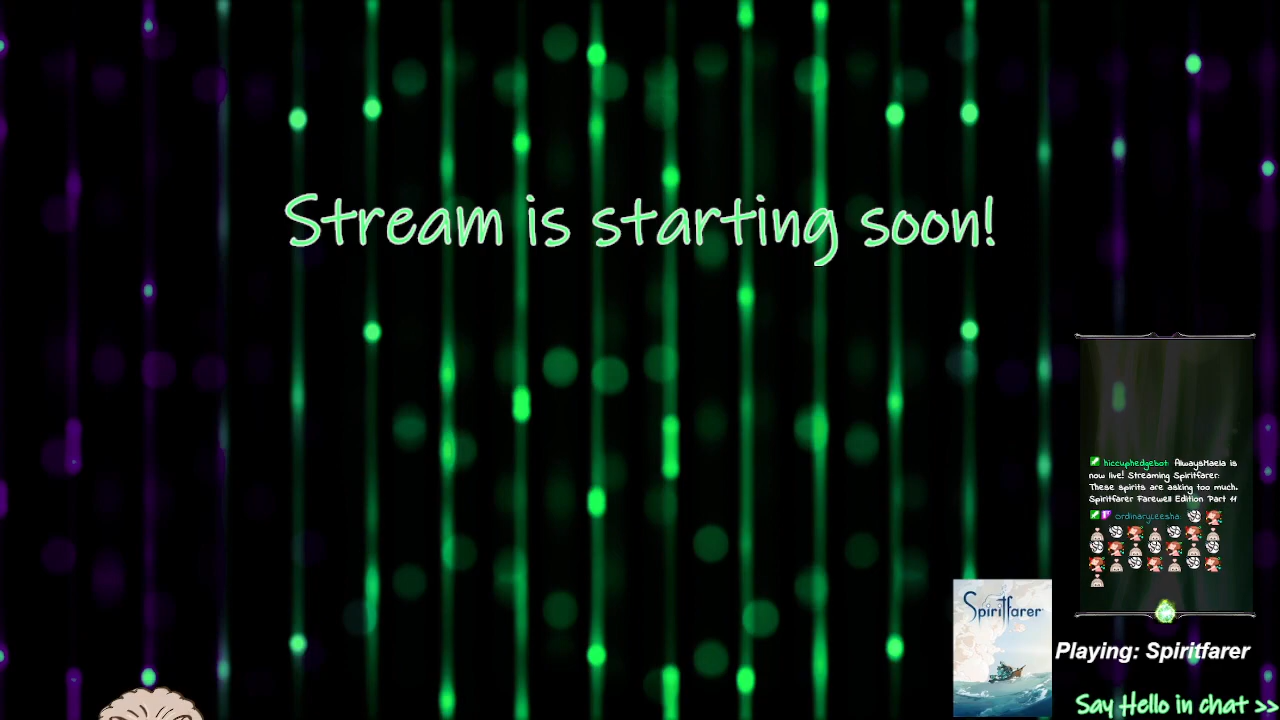 Stream is starting soon!
hiccuphedgebot: AlwaysMaela is
now live! Streaming Spiritfarer:
These spirits are asking too much.
Spiritfarer Farewell Edition Part 11
ordinaryleesha:
Spiritfarer
Playing: Spiritfarer
Say Hello in chat >>